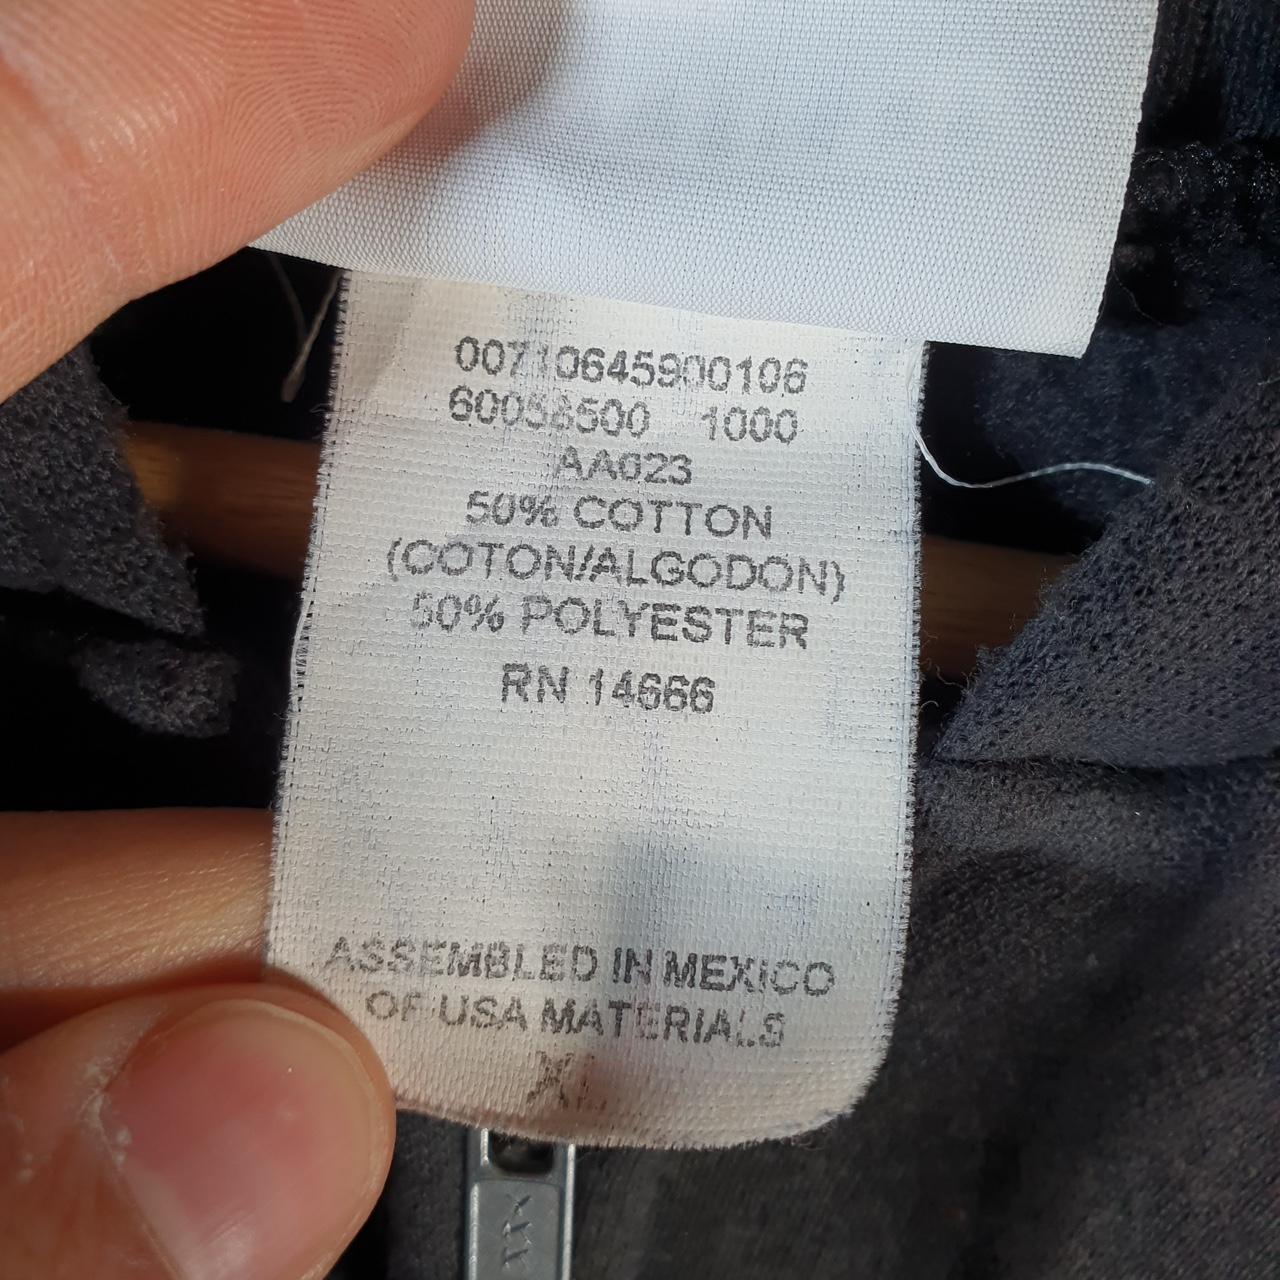 00710645900106
60058500 1000
AA023
50% COTTON
(COTON/ALGODON)
50% POLYESTER
RN 14666
ASSEMBLED IN MEXICO
OF USA MATERIALS
XL